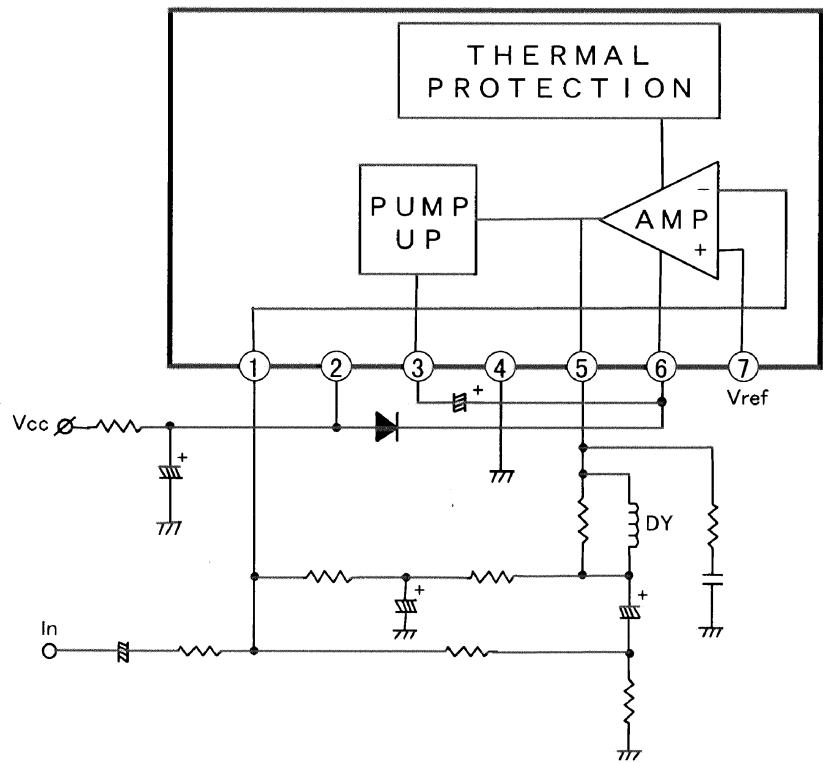 THERMAL
PROTECTION
PUMP
UP
AMP
−
+
1
2
3
4
5
6
7
+
Vref
Vcc
+
DY
+
+
In